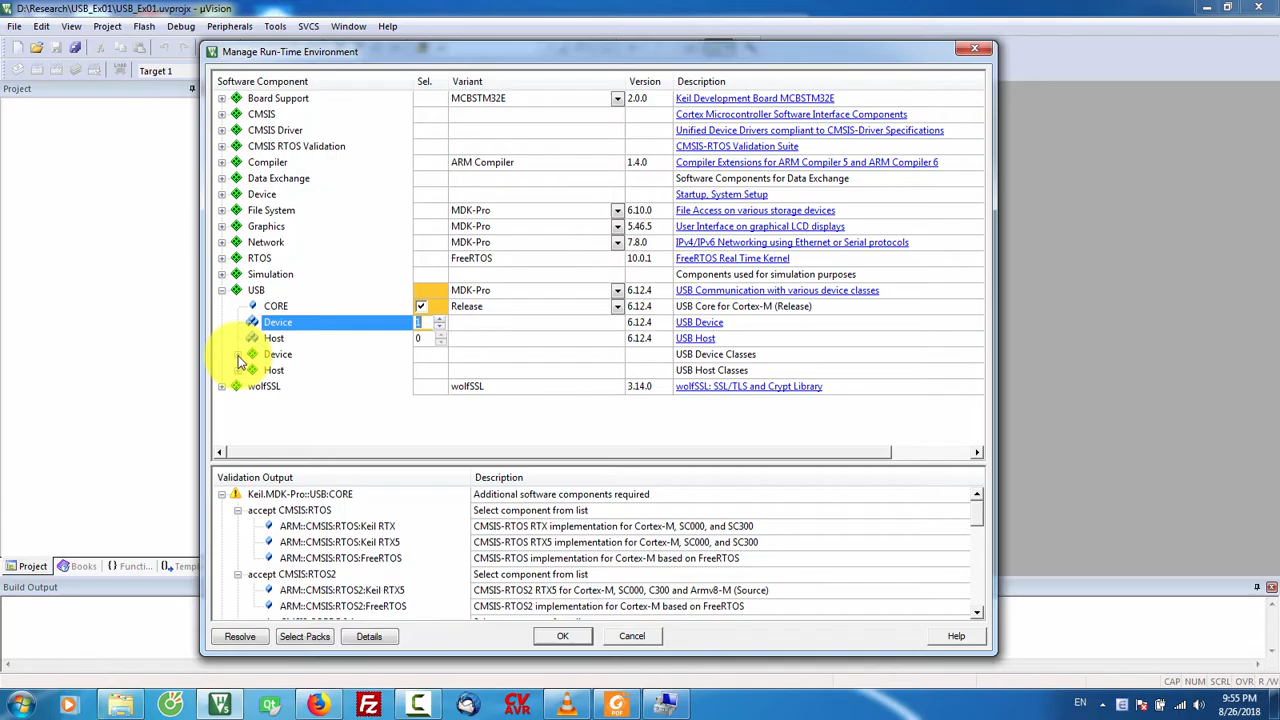 D:\Research\USB_Ex01\USB_Ex01.uvprojx - µVision
File Edit View Project Flash Debug Peripherals Tools SVCS Window Help
Target 1
Project
Manage Run-Time Environment
Software Component Sel. Variant Version Description
Board Support MCBSTM32E 2.0.0 Keil Development Board MCBSTM32E
CMSIS Cortex Microcontroller Software Interface Components
CMSIS Driver Unified Device Drivers compliant to CMSIS-Driver Specifications
CMSIS RTOS Validation CMSIS-RTOS Validation Suite
Compiler ARM Compiler 1.4.0 Compiler Extensions for ARM Compiler 5 and ARM Compiler 6
Data Exchange Software Components for Data Exchange
Device Startup, System Setup
File System MDK-Pro 6.10.0 File Access on various storage devices
Graphics MDK-Pro 5.46.5 User Interface on graphical LCD displays
Network MDK-Pro 7.8.0 IPv4/IPv6 Networking using Ethernet or Serial protocols
RTOS FreeRTOS 10.0.1 FreeRTOS Real Time Kernel
Simulation Components used for simulation purposes
USB MDK-Pro 6.12.4 USB Communication with various device classes
CORE Release 6.12.4 USB Core for Cortex-M (Release)
Device 1 6.12.4 USB Device
Host 0 6.12.4 USB Host
Device USB Device Classes
Host USB Host Classes
wolfSSL wolfSSL 3.14.0 wolfSSL: SSL/TLS and Crypt Library
Validation Output Description
Keil.MDK-Pro::USB:CORE Additional software components required
accept CMSIS:RTOS Select component from list
ARM::CMSIS:RTOS:Keil RTX CMSIS-RTOS RTX implementation for Cortex-M, SC000, and SC300
ARM::CMSIS:RTOS:Keil RTX5 CMSIS-RTOS RTX5 implementation for Cortex-M, SC000, and SC300
ARM::CMSIS:RTOS:FreeRTOS CMSIS-RTOS implementation for Cortex-M based on FreeRTOS
accept CMSIS:RTOS2 Select component from list
ARM::CMSIS:RTOS2:Keil RTX5 CMSIS-RTOS2 RTX5 for Cortex-M, SC000, C300 and Armv8-M (Source)
ARM::CMSIS:RTOS2:FreeRTOS CMSIS-RTOS2 implementation for Cortex-M based on FreeRTOS
Resolve Select Packs Details OK Cancel Help
Project Books {} Functi... Temp
Build Output
CAP NUM SCRL OVR R /W
Qt CV AVR EN 9:55 PM
8/26/2018